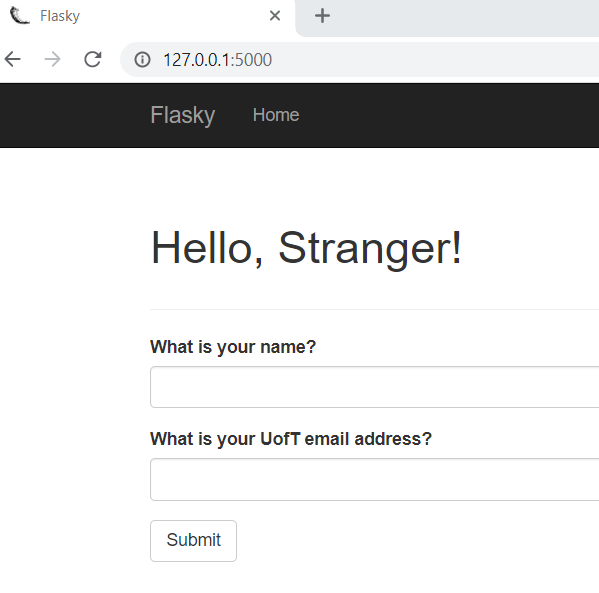 Flasky
127.0.0.1:5000
Flasky Home
Hello, Stranger!
What is your name?
What is your UofT email address?
Submit